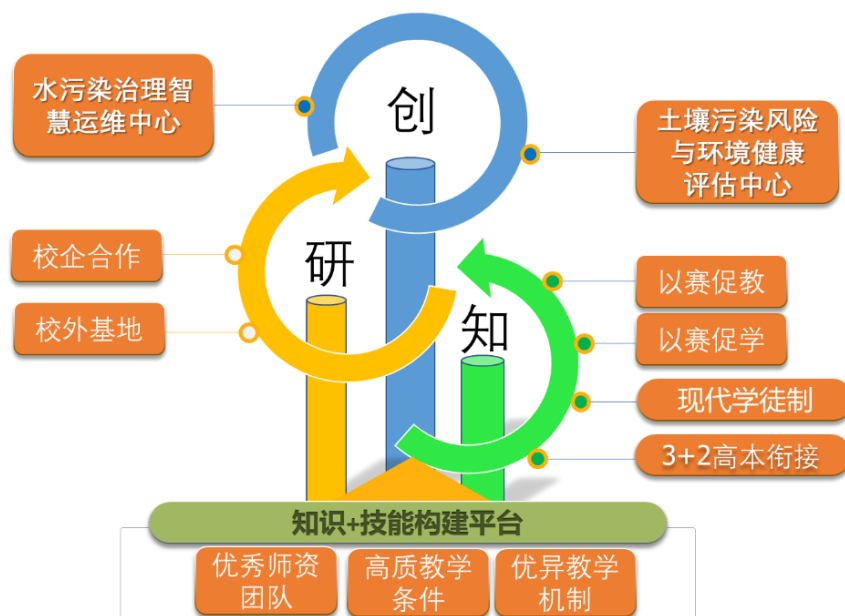 水污染治理智
慧运维中心
创
土壤污染风险
与环境健康
评估中心
校企合作
研
以赛促教
校外基地
知
以赛促学
现代学徒制
3+2高本衔接
知识+技能构建平台
优秀师资
团队
高质教学
条件
优异教学
机制